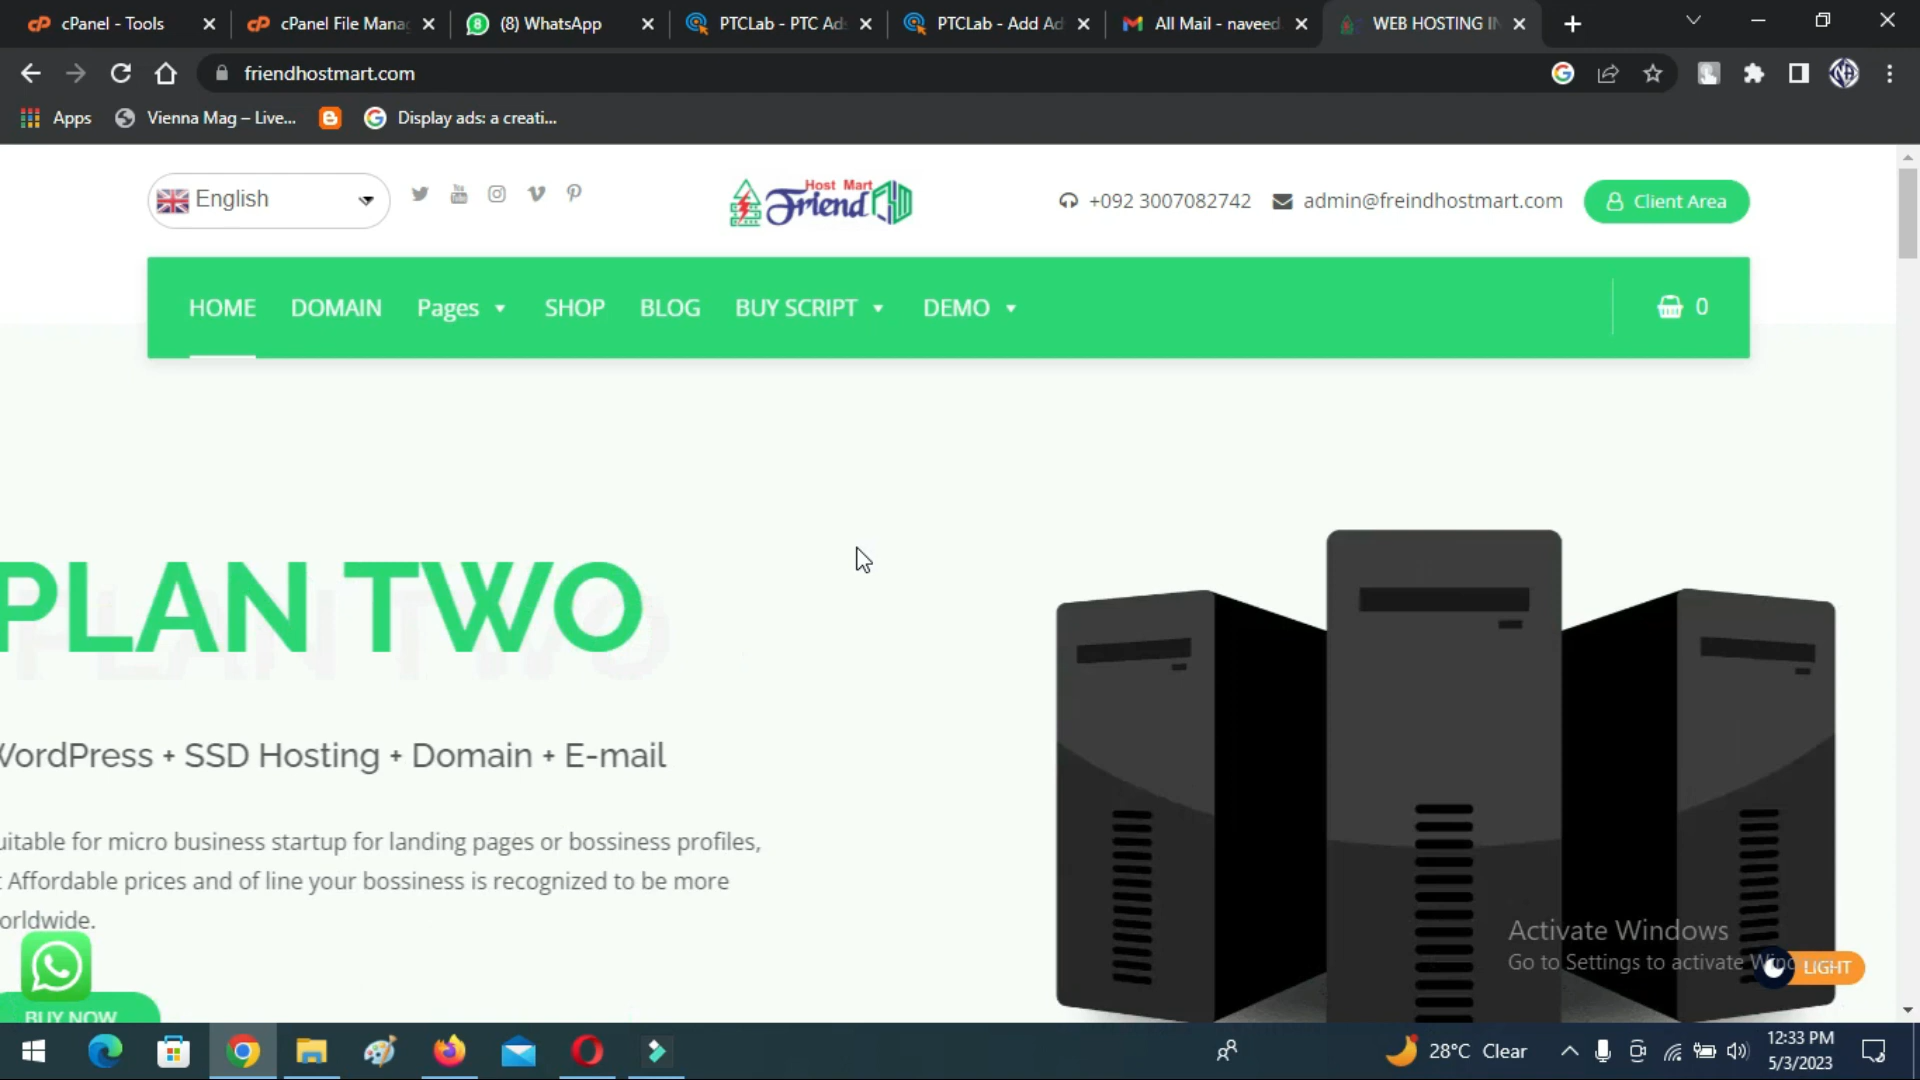 cPanel - Tools
cPanel File Mana
(8) WhatsApp
PTCLab - PTC Ads
PTCLab - Add Ad
All Mail - naveed
WEB HOSTING IN
friendhostmart.com
Apps
Vienna Mag – Live...
Display ads: a creati...
English
Host Mart
Friend
+092 3007082742
admin@freindhostmart.com
Client Area
HOME
DOMAIN
Pages
SHOP
BLOG
BUY SCRIPT
DEMO
0
PLAN TWO
WordPress + SSD Hosting + Domain + E-mail
uitable for micro business startup for landing pages or bossiness profiles,
Affordable prices and of line your bossiness is recognized to be more
orldwide.
BUY NOW
Activate Windows
Go to Settings to activate Wind
LIGHT
28°C Clear
12:33 PM
5/3/2023